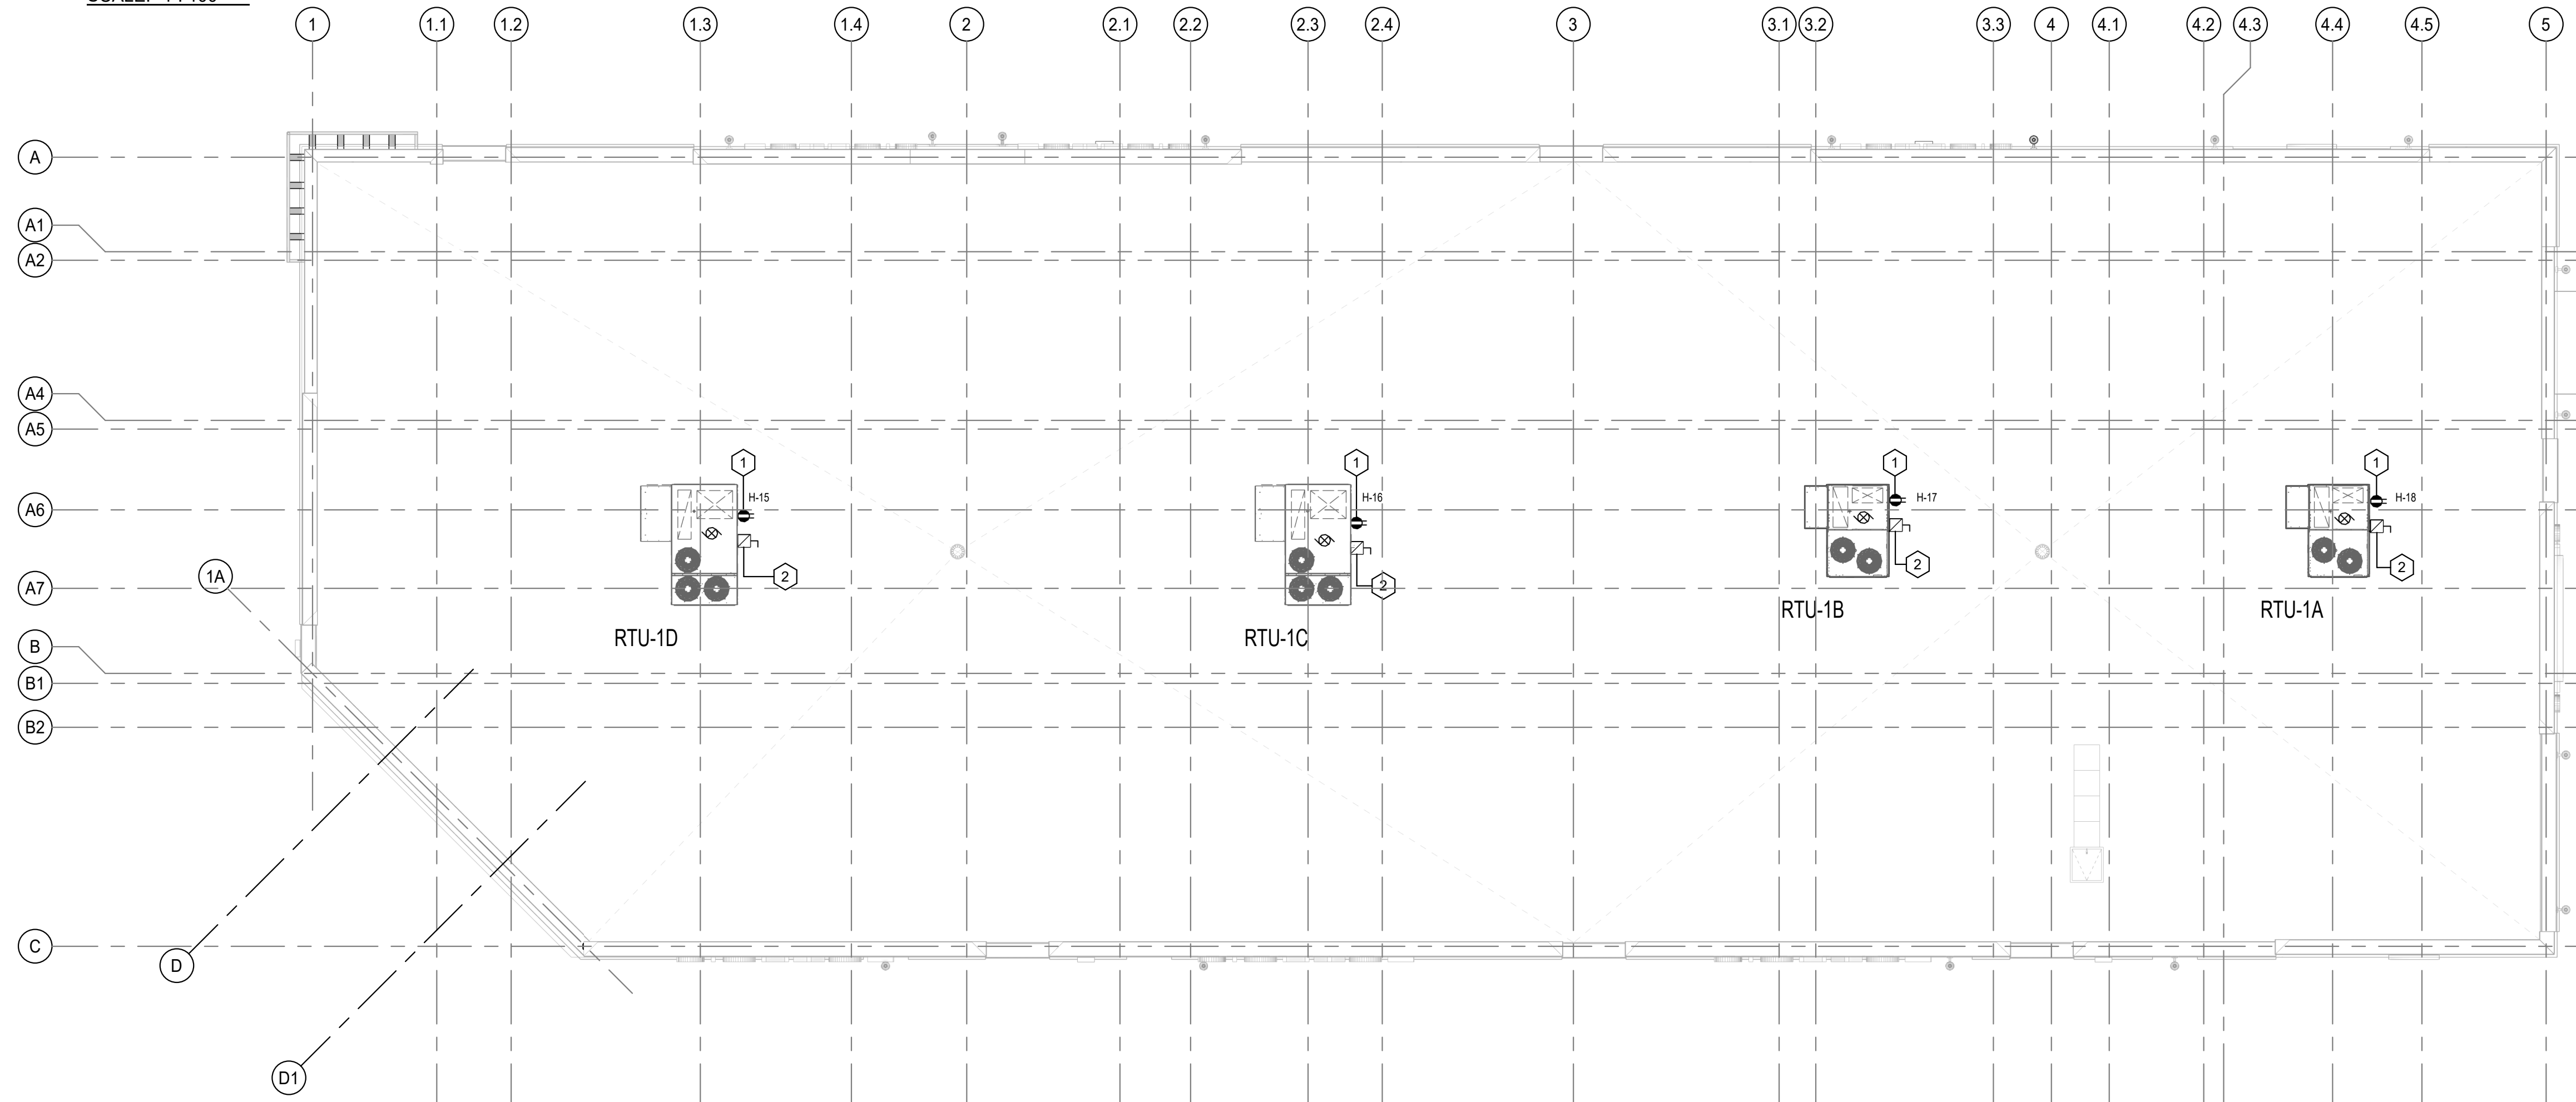 1 1.1 1.2 1.3 1.4 2 2.1 2.2 2.3 2.4 3 3.1 3.2 3.3 4 4.1 4.2 4.3 4.4 4.5 5
A
A1
A2
A4
A5
1 1 1 1
H-15 H-16 H-17 H-18
A6
2 2
1A 2 2
A7
RTU-1B RTU-1A
RTU-1D RTU-1C
B
B1
B2
C
D
D1